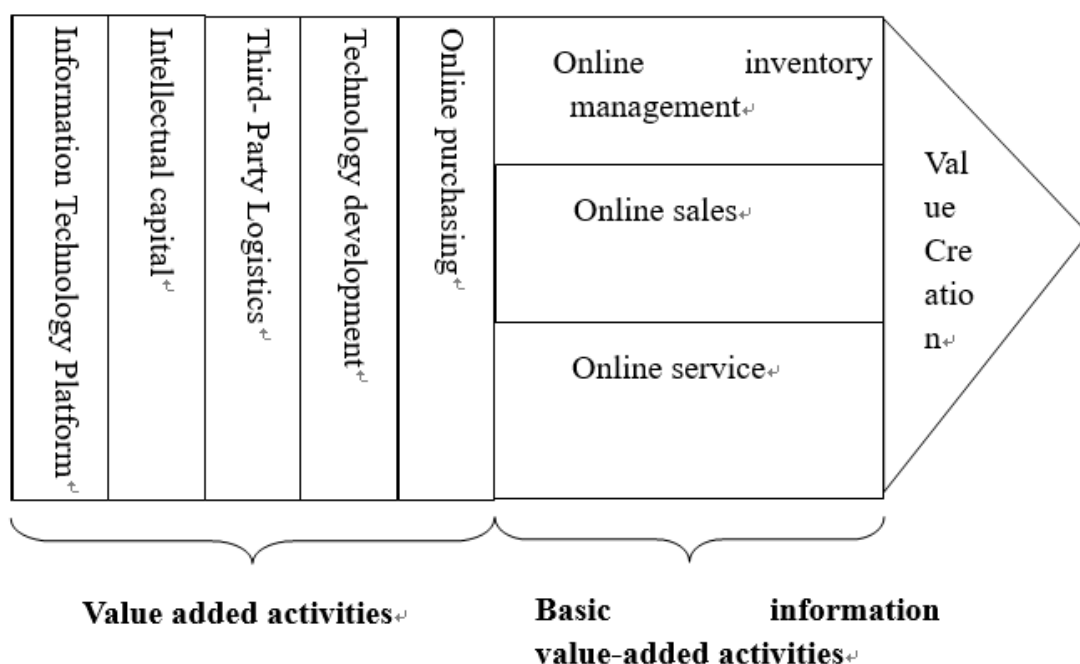 Information Technology Platform
Intellectual capital
Third- Party Logistics
Technology development
Online purchasing
Online inventory
management
Online sales
Online service
Val
ue
Cre
atio
n
Value added activities
Basic information
value-added activities